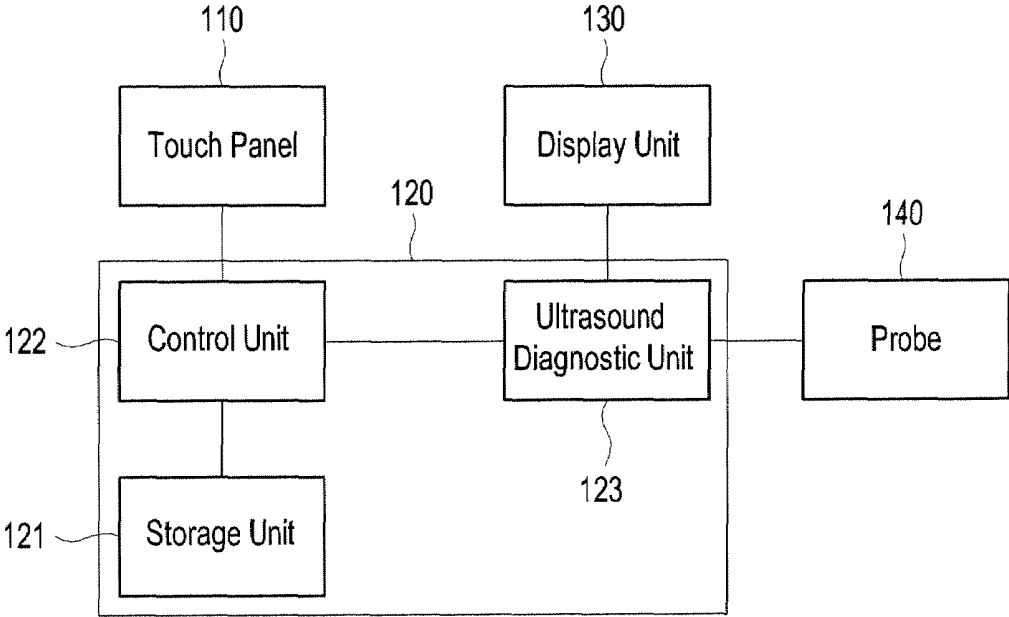 110
130
Touch Panel
Display Unit
120
140
122
Control Unit
Ultrasound
Diagnostic Unit
Probe
123
121
Storage Unit